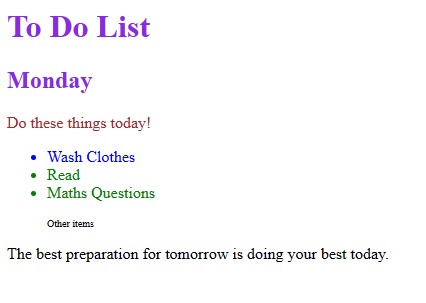 To Do List
Monday
Do these things today!
Wash Clothes
Read
Maths Questions
Other items
The best preparation for tomorrow is doing your best today.